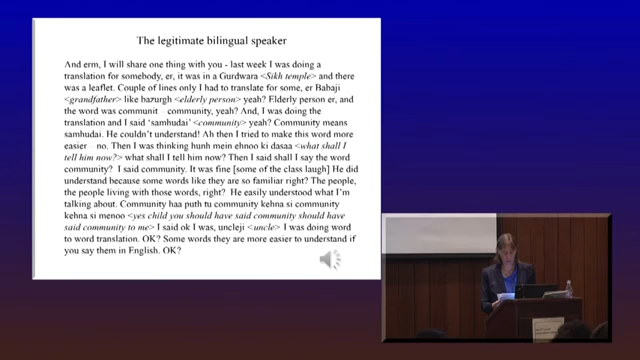 The legitimate bilingual speaker
And erm, I will share one thing with you - last week I was doing a
translation for somebody, er, it was in a Gurdwara <Sikh temple> and there
was a leaflet. Couple of lines only I had to translate for some, er Babaji
<grandfather> like bazurgh <elderly person> yeah? Elderly person er, and
the word was communit – community, yeah? And, I was doing the
translation and I said ‘samhudai’ <community> yeah? Community means
samhudai. He couldn’t understand! Ah then I tried to make this word more
easier – no. Then I was thinking hunh mein ehnoo ki dasaa <what shall I
tell him now?> what shall I tell him now? Then I said shall I say the word
community?  I said community. It was fine [some of the class laugh] He did
understand because some words like they are so familiar right? The people,
the people living with those words, right?  He easily understood what I’m
talking about. Community haa puth tu community kehna si community
kehna si menoo <yes child you should have said community should have
said community to me> I said ok I was, uncleji <uncle> I was doing word
to word translation. OK? Some words they are more easier to understand if
you say them in English. OK?